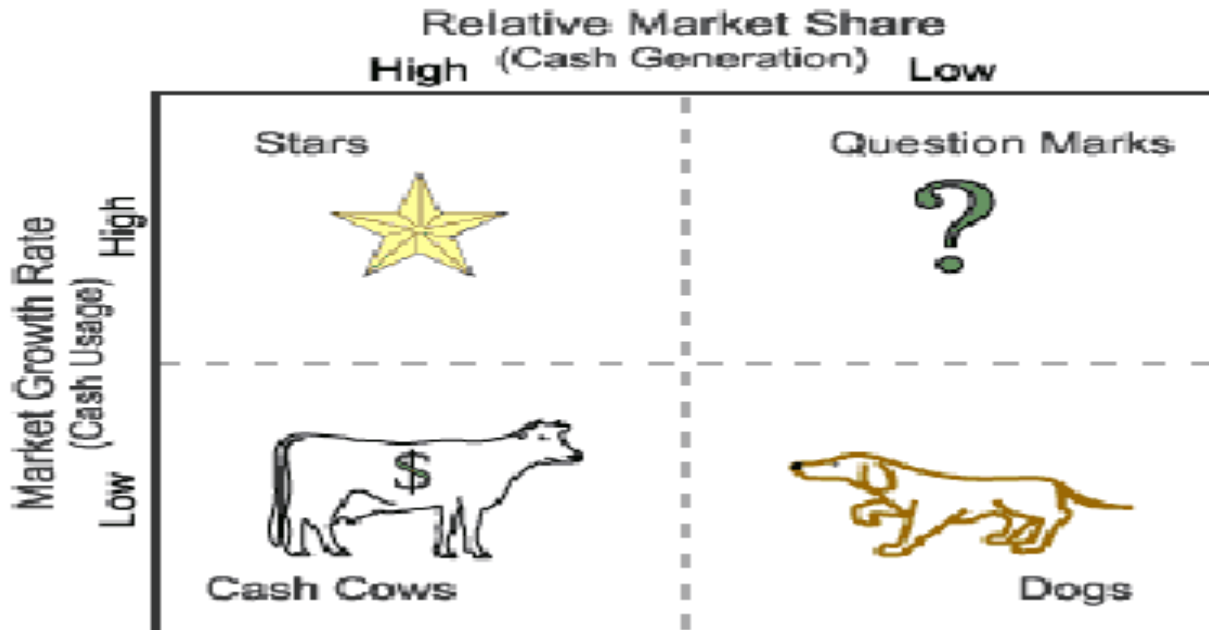 Relative Market Share
(Cash Generation)
High
Low
Stars
Question Marks
?
Market Growth Rate
(Cash Usage)
High
Low
$
Cash Cows
Dogs